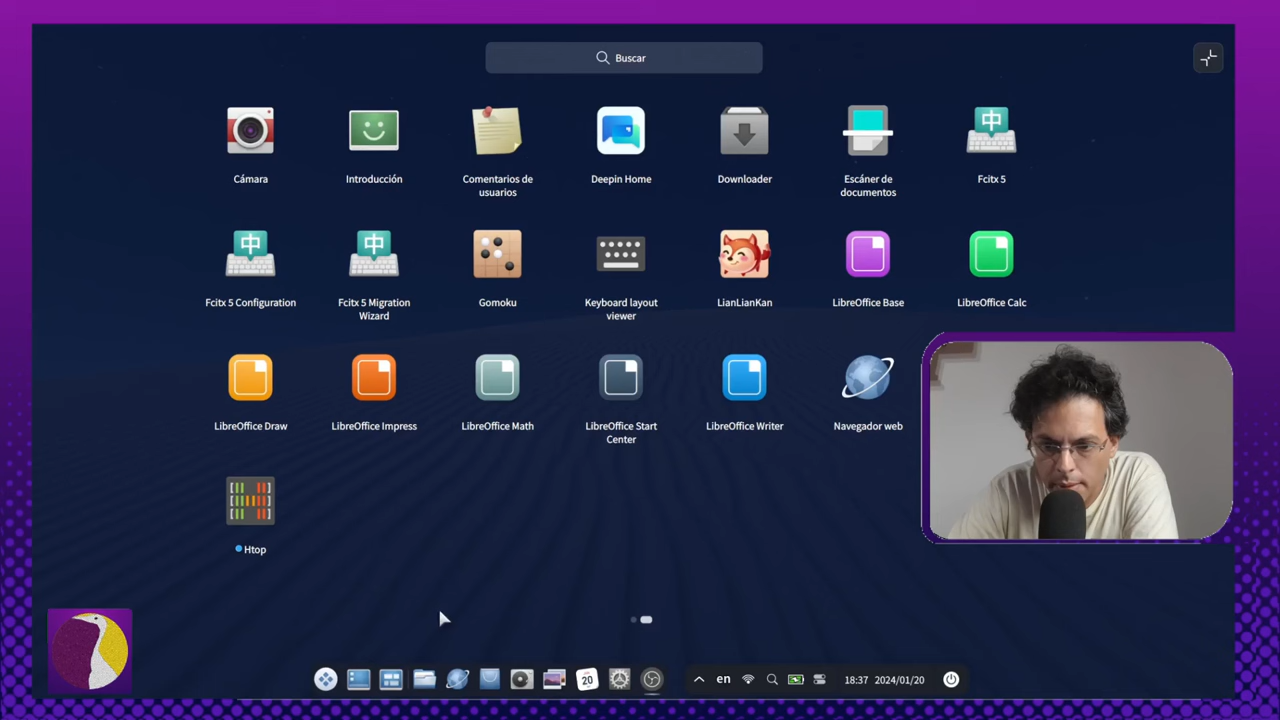 Buscar
Cámara
Introducción
Comentarios de
usuarios
Deepin Home
Downloader
Escáner de
documentos
Fcitx 5
中
Fcitx 5 Configuration
中
Fcitx 5 Migration
Wizard
中
Gomoku
Keyboard layout
viewer
LianLianKan
LibreOffice Base
LibreOffice Calc
LibreOffice Draw
LibreOffice Impress
LibreOffice Math
LibreOffice Start
Center
LibreOffice Writer
Navegador web
Htop
20
en
18:37 2024/01/20